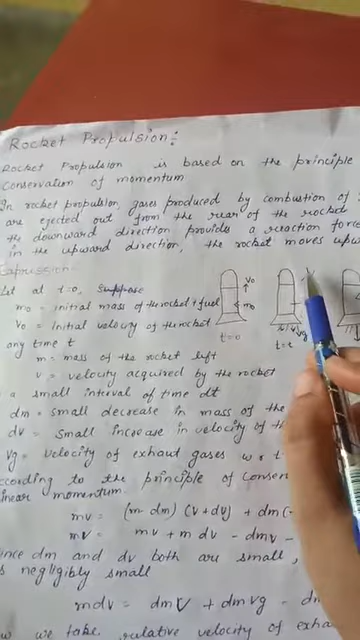 Rocket Propulsion :
Rocket Propulsion is based on the principle
Conservation of momentum
In rocket propulsion, gases produced by combustion of
are ejected out from the rear of the rocket
the downward direction provides a reaction force
in the upward direction, the rocket moves upw
Expression:-
Let at t=0, Suppose
m₀ = initial mass of the rocket + fuel
v₀ = Initial velocity of the rocket
any time t
m = mass of the rocket left
v = velocity acquired by the rocket
a small interval of time dt
dm = small decrease in mass of the
dv = small increase in velocity of
vg = velocity of exhaust gases w.r.t
according to the principle of conser
linear momentum.
mv = (m-dm) (v+dv) + dm (-
mv = mv + m dv - dmv -
ince dm and dv both are small,
s negligibly small
mdv = dmv + dmvg - dm
w we take relative velocity of exha
v₀
m₀
t=0
vg